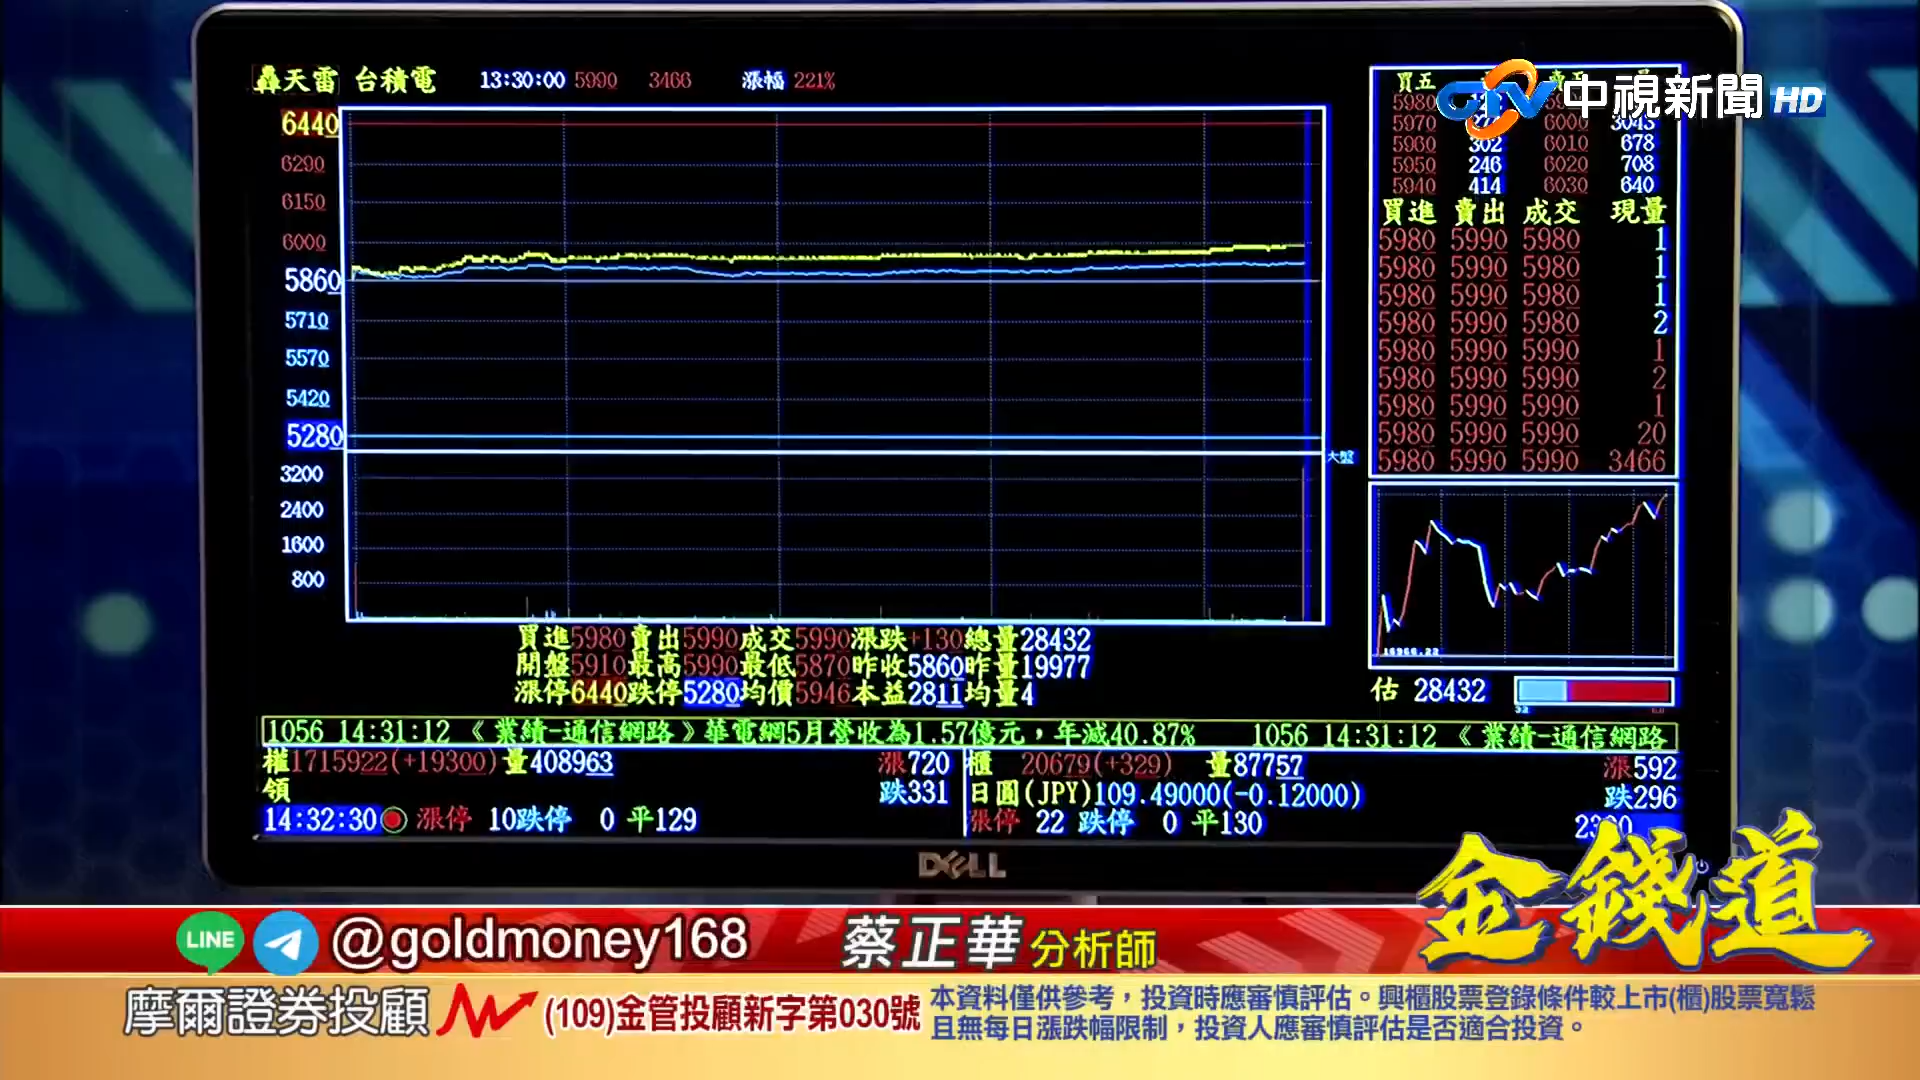 轟天雷 台積電 13:30:00 5990 3466 漲幅 2.21%
6440
6290
6150
6000
5860
5710
5570
5420
5280
3200
2400
1600
800
大盤
買五
5980
5970 6000 3043
5960 302 6010 678
5950 246 6020 708
5940 414 6030 640
買進 賣出 成交 現量
5980 5990 5980 1
5980 5990 5980 1
5980 5990 5980 1
5980 5990 5980 2
5980 5990 5990 1
5980 5990 5990 2
5980 5990 5990 1
5980 5990 5990 20
5980 5990 5990 3466
中視新聞 HD
16966.22
估 28432
買進5980賣出5990成交5990漲跌+130總量28432
開盤5910最高5990最低5870昨收5860昨量19977
漲停6440跌停5280均價5946本益2811均量4
1056 14:31:12《業績-通信網路》華電網5月營收為1.57億元，年減40.87% 1056 14:31:12《業績-通信網路
權1715922(+19300)量408963 漲720
領 跌331
14:32:30 漲停 10跌停 0 平129
櫃 20679(+329) 量87757 漲592
日圓(JPY)109.49000(-0.12000) 跌296
漲停 22 跌停 0 平130
DELL
金錢道
LINE @goldmoney168 蔡正華 分析師
摩爾證券投顧 (109)金管投顧新字第030號
本資料僅供參考，投資時應審慎評估。興櫃股票登錄條件較上市(櫃)股票寬鬆
且無每日漲跌幅限制，投資人應審慎評估是否適合投資。